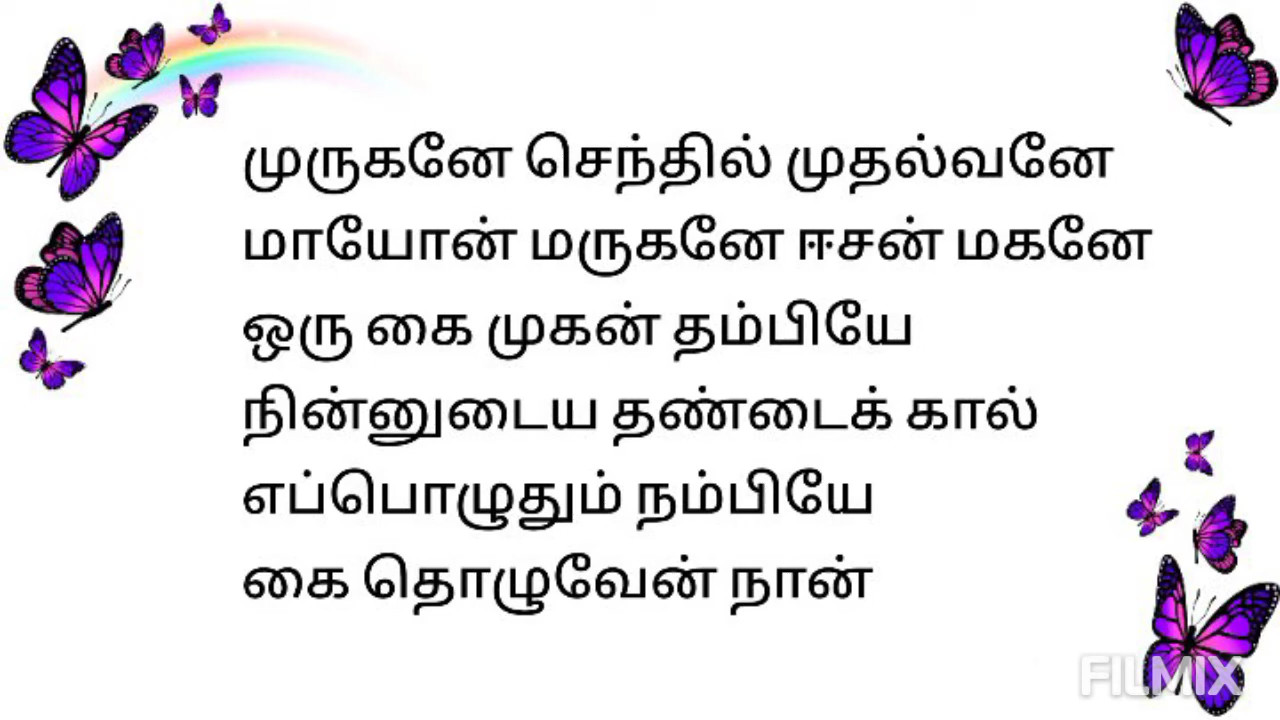 முருகனே செந்தில் முதல்வனே
மாயோன் மருகனே ஈசன் மகனே
ஒரு கை முகன் தம்பியே
நின்னுடைய தண்டைக் கால்
எப்பொழுதும் நம்பியே
கை தொழுவேன் நான்
FILMIX